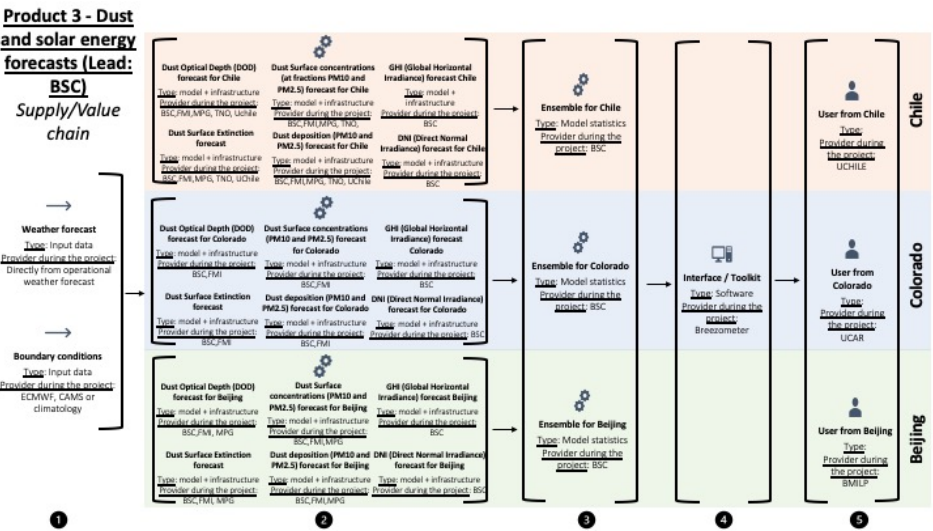 Product 3 - Dust
and solar energy
forecasts (Lead:
BSC)
Supply/Value
chain
Weather forecast
Type: Input data
Provider during the project:
Directly from operational
weather forecast
Boundary conditions
Type: Input data
Provider during the project:
ECMWF, CAMS or
climatology
Dust Optical Depth (DOD)
forecast for Chile
Type: model + infrastructure
Provider during the project:
BSC,FMI,MPG, TNO, Uchile
Dust Surface concentrations
(at fractions PM10 and
PM2.5) forecast for Chile
Type: model + infrastructure
Provider during the project:
BSC,FMI,MPG, TNO,
GHI (Global Horizontal
Irradiance) forecast Chile
Type: model +
infrastructure
Provider during the project:
BSC
Dust Surface Extinction
forecast
Type: model + infrastructure
Provider during the project:
BSC,FMI,MPG, TNO, UChile
Dust deposition (PM10 and
PM2.5) forecast for Chile
Type: model + infrastructure
Provider during the project:
BSC,FMI,MPG, TNO, UChile
DNI (Direct Normal
Irradiance) forecast for Chile
Type: model + infrastructure
Provider during the project:
BSC
Ensemble for Chile
Type: Model statistics
Provider during the
project: BSC
User from Chile
Type:
Provider during
the project:
UCHILE
Chile
Dust Optical Depth (DOD)
forecast for Colorado
Type: model + infrastructure
Provider during the project:
BSC,FMI
Dust Surface concentrations
(PM10 and PM2.5) forecast
for Colorado
Type: model + infrastructure
Provider during the project:
BSC,FMI
GHI (Global Horizontal
Irradiance) forecast
Colorado
Type: model + infrastructure
Provider during the project:
BSC
Dust Surface Extinction
forecast
Type: model + infrastructure
Provider during the project:
BSC,FMI
Dust deposition (PM10 and
PM2.5) forecast for Colorado
Type: model + infrastructure
Provider during the project:
BSC,FMI
DNI (Direct Normal Irradiance)
forecast for Colorado
Type: model + infrastructure
Provider during the project: BSC
Ensemble for Colorado
Type: Model statistics
Provider during the
project: BSC
Interface / Toolkit
Type: Software
Provider during the
project:
Breezometer
User from
Colorado
Type:
Provider during
the project:
UCAR
Colorado
Dust Optical Depth (DOD)
forecast for Beijing
Type: model + infrastructure
Provider during the project:
BSC,FMI, MPG
Dust Surface
concentrations (PM10 and
PM2.5) forecast for Beijing
Type: model + infrastructure
Provider during the project:
BSC,FMI,MPG
GHI (Global Horizontal
Irradiance) forecast Beijing
Type: model + infrastructure
Provider during the project:
BSC
Dust Surface Extinction
forecast
Type: model + infrastructure
Provider during the project:
BSC,FMI, MPG
Dust deposition (PM10 and
PM2.5) forecast for Beijing
Type: model + infrastructure
Provider during the project:
BSC,FMI,MPG
DNI (Direct Normal Irradiance)
forecast for Beijing
Type: model + infrastructure
Provider during the project: BSC
Ensemble for Beijing
Type: Model statistics
Provider during the
project: BSC
User from Beijing
Type:
Provider during
the project:
BMILP
Beijing
1
2
3
4
5